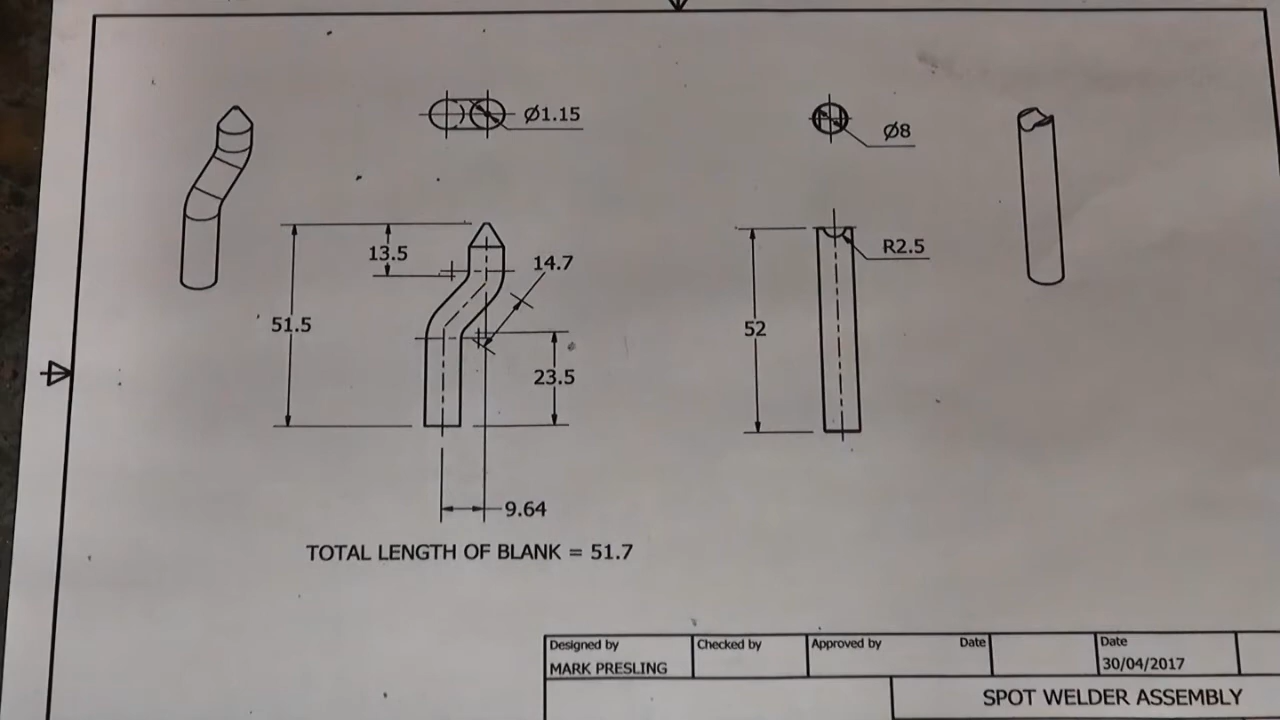 Ø1.15
Ø8
13.5
14.7
R2.5
51.5
52
23.5
9.64
TOTAL LENGTH OF BLANK = 51.7
Designed by
MARK PRESLING
Checked by
Approved by
Date
Date
30/04/2017
SPOT WELDER ASSEMBLY